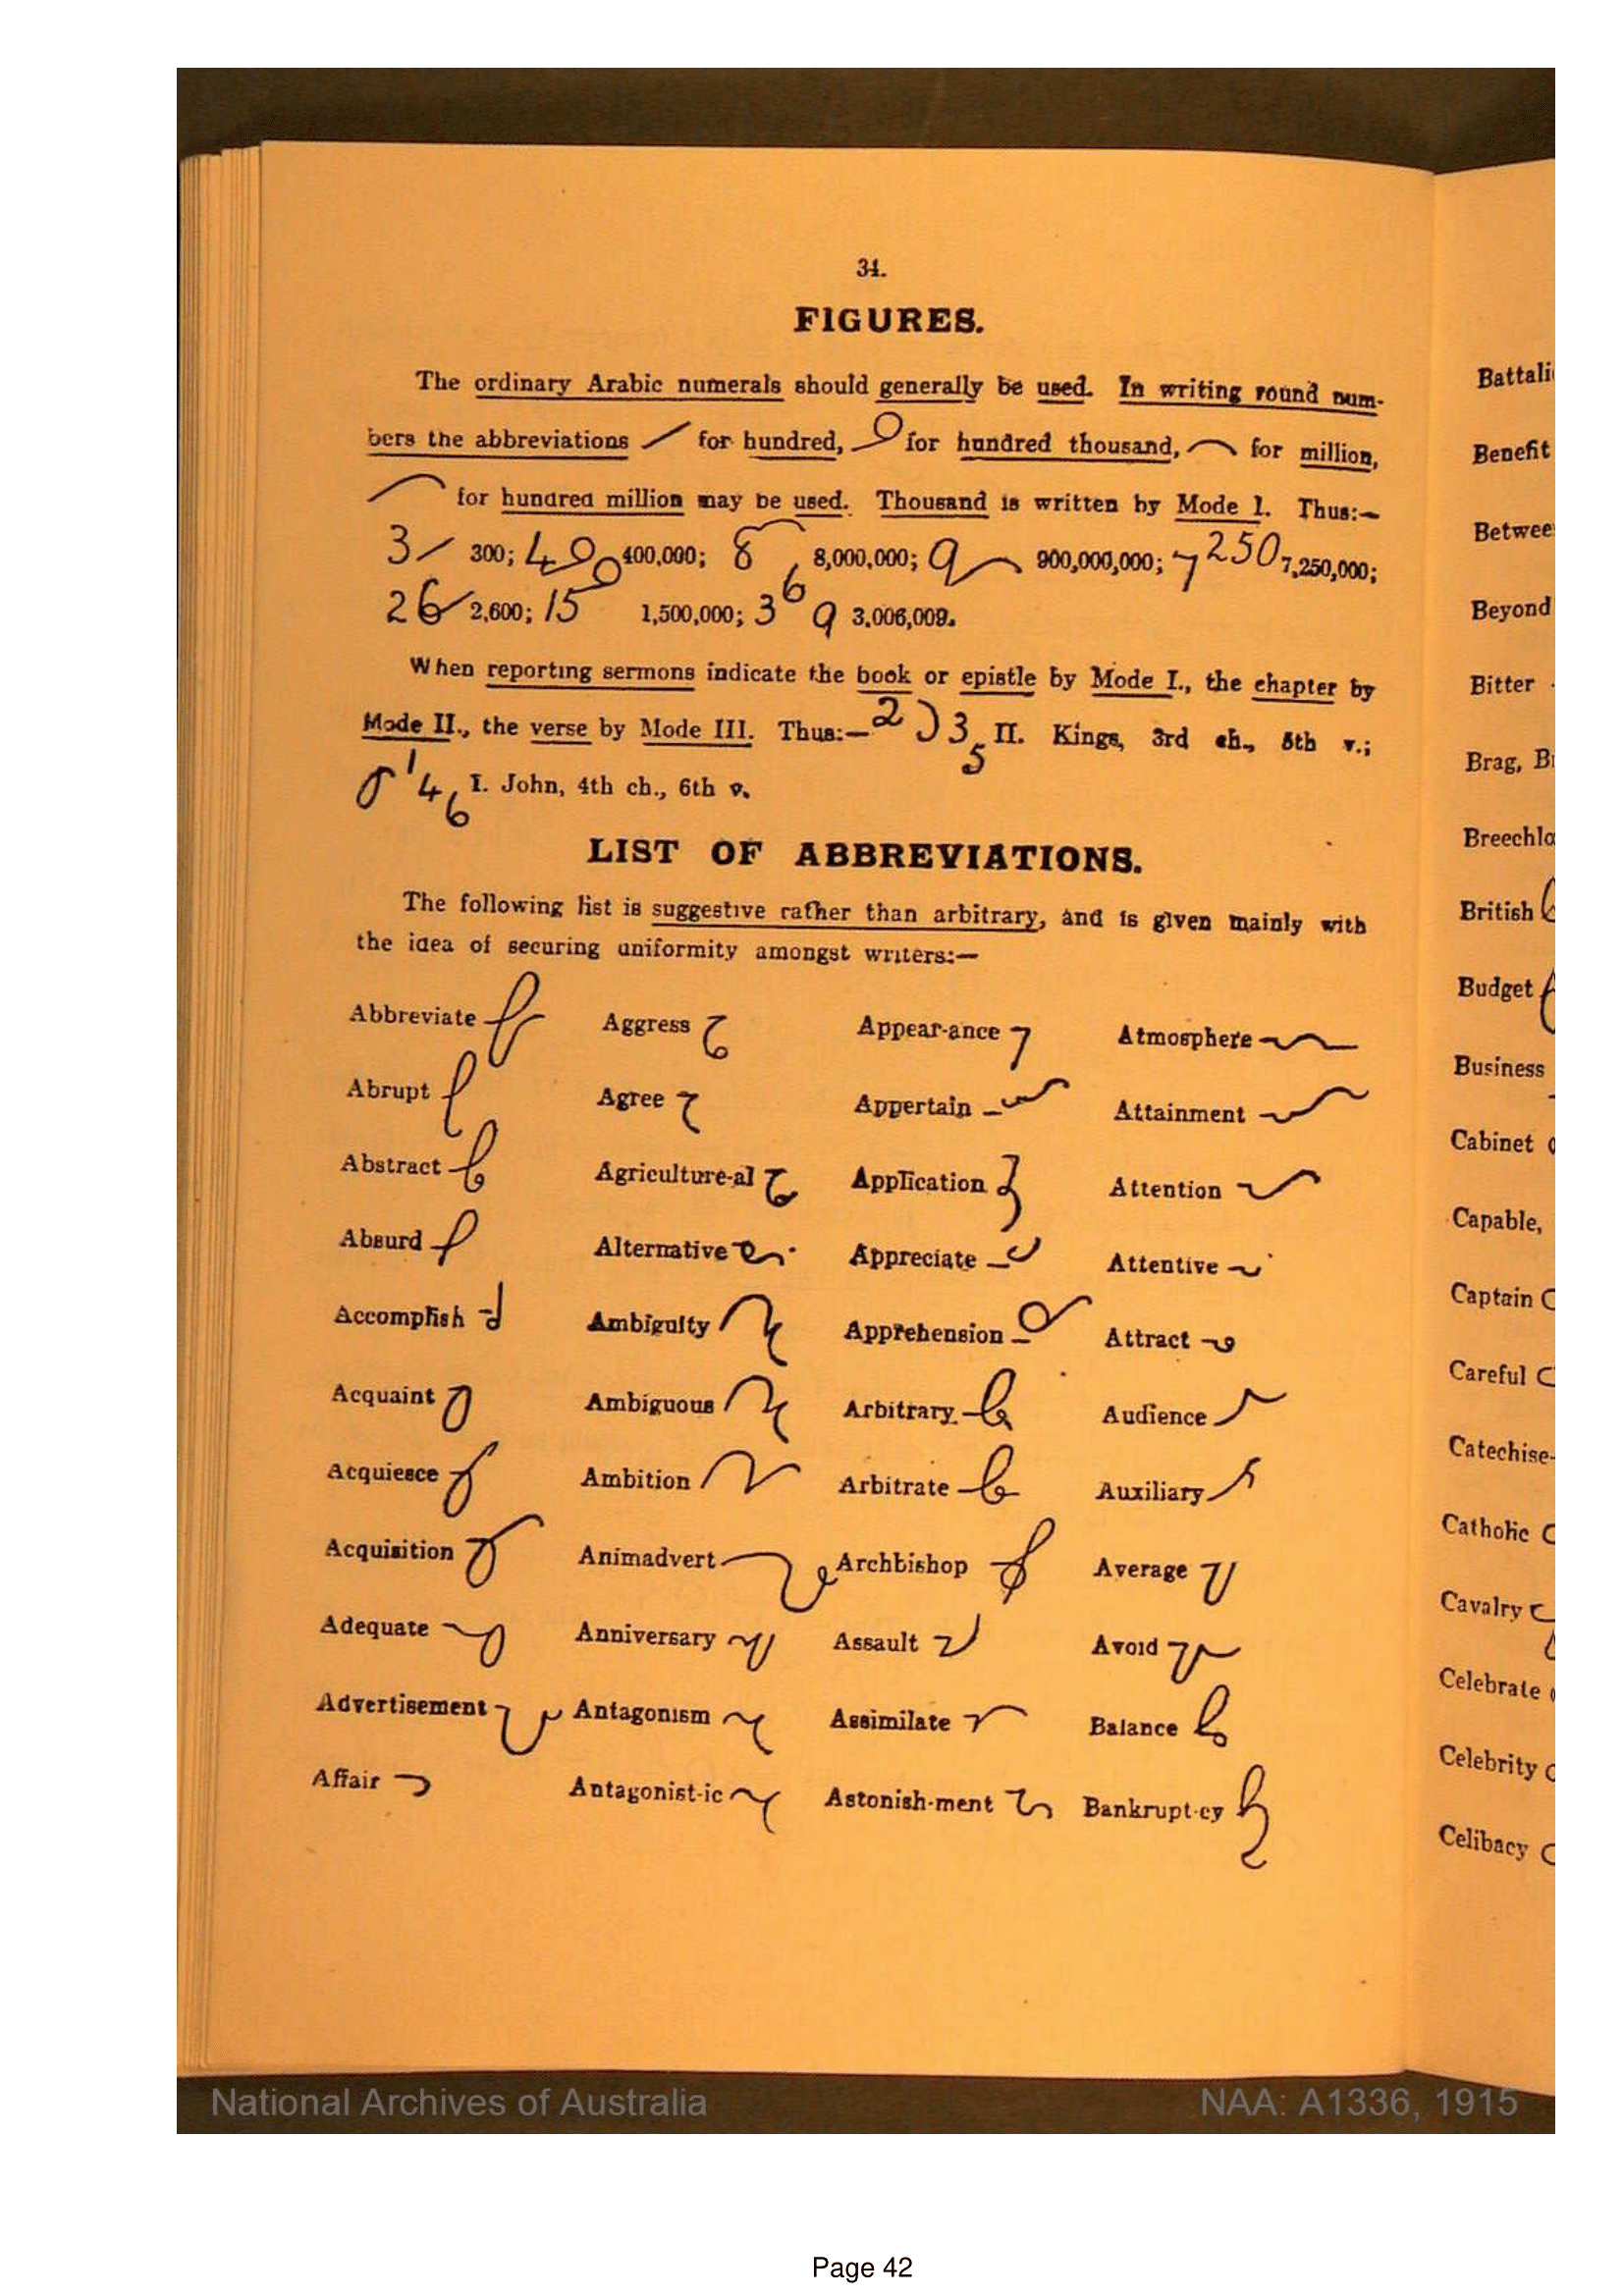 34.
FIGURES.
The ordinary Arabic numerals should generally be used. In writing round num-
bers the abbreviations for hundred, for hundred thousand, for million,
for hundred million may be used. Thousand is written by Mode I. Thus:—
3 300; 40 400,000; 8 8,000,000; 9 900,000,000; 7 250 7,250,000;
26 2,600; 15 1,500,000; 3 6 9 3,006,009.
When reporting sermons indicate the book or epistle by Mode I., the chapter by
Mode II., the verse by Mode III. Thus:— 2 3 5 II. Kings, 3rd ch., 5th v.;
1 4 6 I. John, 4th ch., 6th v.
LIST OF ABBREVIATIONS.
The following list is suggestive rather than arbitrary, and is given mainly with
the idea of securing uniformity amongst writers:—
Abbreviate Aggress Appear-ance Atmosphere
Abrupt Agree Appertain Attainment
Abstract Agriculture-al Application Attention
Absurd Alternative Appreciate Attentive
Accomplish Ambiguity Apprehension Attract
Acquaint Ambiguous Arbitrary Audience
Acquiesce Ambition Arbitrate Auxiliary
Acquisition Animadvert Archbishop Average
Adequate Anniversary Assault Avoid
Advertisement Antagonism Assimilate Balance
Affair Antagonist-ic Astonish-ment Bankrupt-cy
Battali
Benefit
Betwee
Beyond
Bitter
Brag, B
Breechlo
British
Budget
Business
Cabinet
Capable,
Captain
Careful
Catechise-
Catholic
Cavalry
Celebrate
Celebrity
Celibacy
National Archives of Australia NAA: A1336, 1915
Page 42